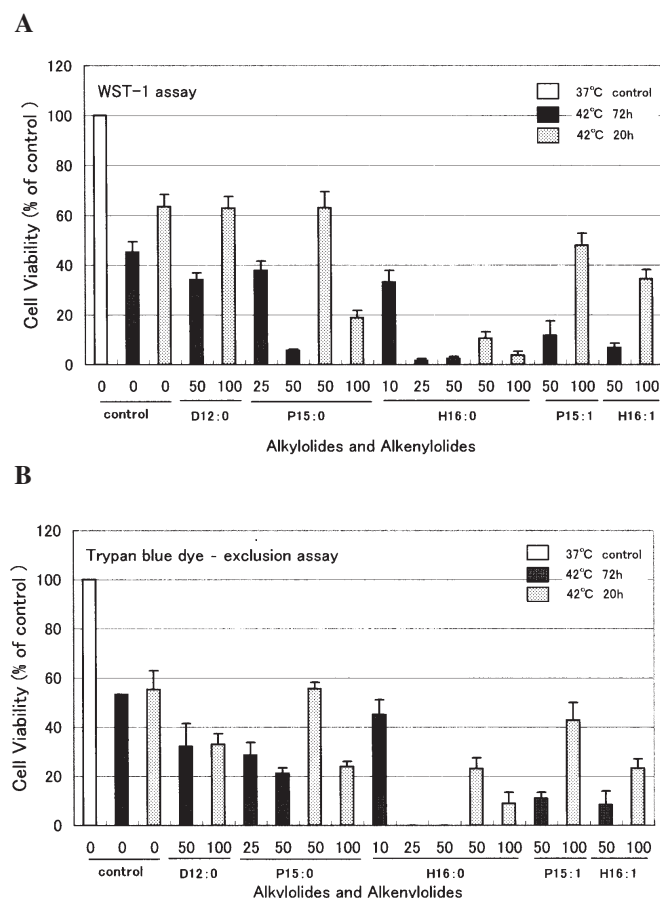 A
120
100
80
60
40
20
0
Cell Viability (% of control )
WST-1 assay
37°C control
42°C 72h
42°C 20h
0 0 0 50 100 25 50 50 100 10 25 50 50 100 50 100 50 100
control D12:0 P15:0 H16:0 P15:1 H16:1
Alkylolides and Alkenylolides
B
120
100
80
60
40
20
0
Cell Viability (% of control )
Trypan blue dye - exclusion assay
37°C control
42°C 72h
42°C 20h
0 0 0 50 100 25 50 50 100 10 25 50 50 100 50 100 50 100
control D12:0 P15:0 H16:0 P15:1 H16:1
Alkylolides and Alkenylolides